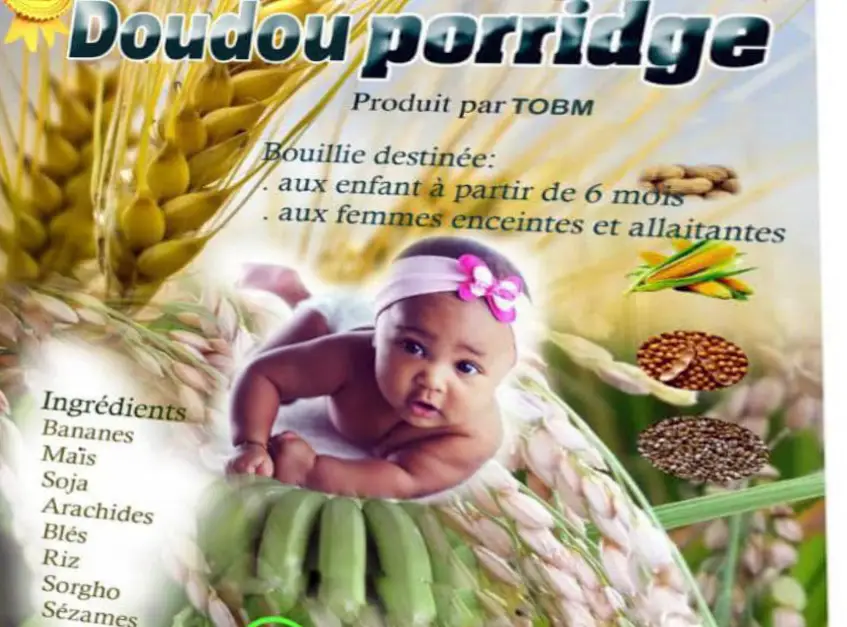 Doudou porridge
Produit par TOBM
Bouillie destinée:
. aux enfant à partir de 6 mois
. aux femmes enceintes et allaitantes
Ingrédients
Bananes
Maïs
Soja
Arachides
Blés
Riz
Sorgho
Sézames